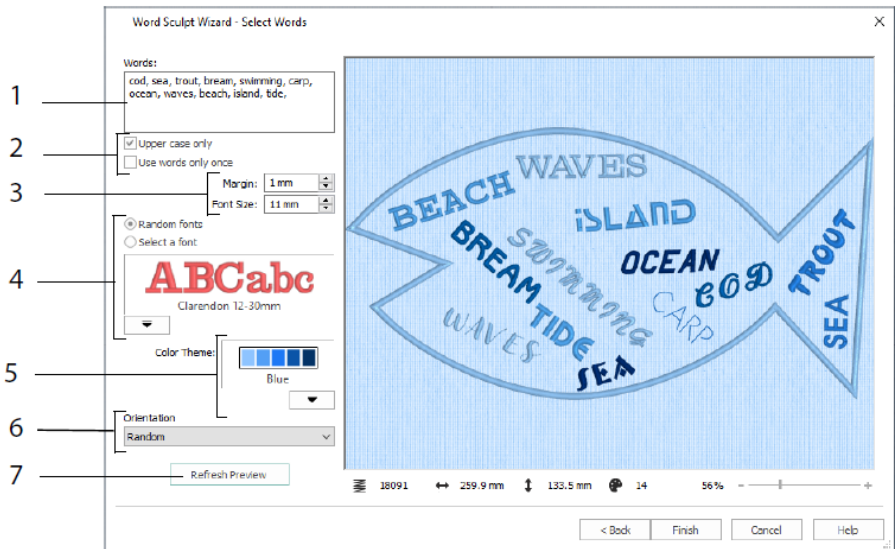 Word Sculpt Wizard - Select Words
Words:
1
cod, sea, trout, bream, swimming, carp,
ocean, waves, beach, island, tide,
2
Upper case only
Use words only once
3
Margin: 1 mm
Font Size: 11 mm
Random fonts
Select a font
4
ABCabc
Clarendon 12-30mm
5
Color Theme:
Blue
6
Orientation
Random
7
Refresh Preview
WAVES
BEACH
iSLAND
BREAM
SWIMMING
OCEAN
COD
TROUT
CARP
TIDE
WAVES
SEA
SEA
18091 259.9 mm 133.5 mm 14 56% - +
< Back Finish Cancel Help